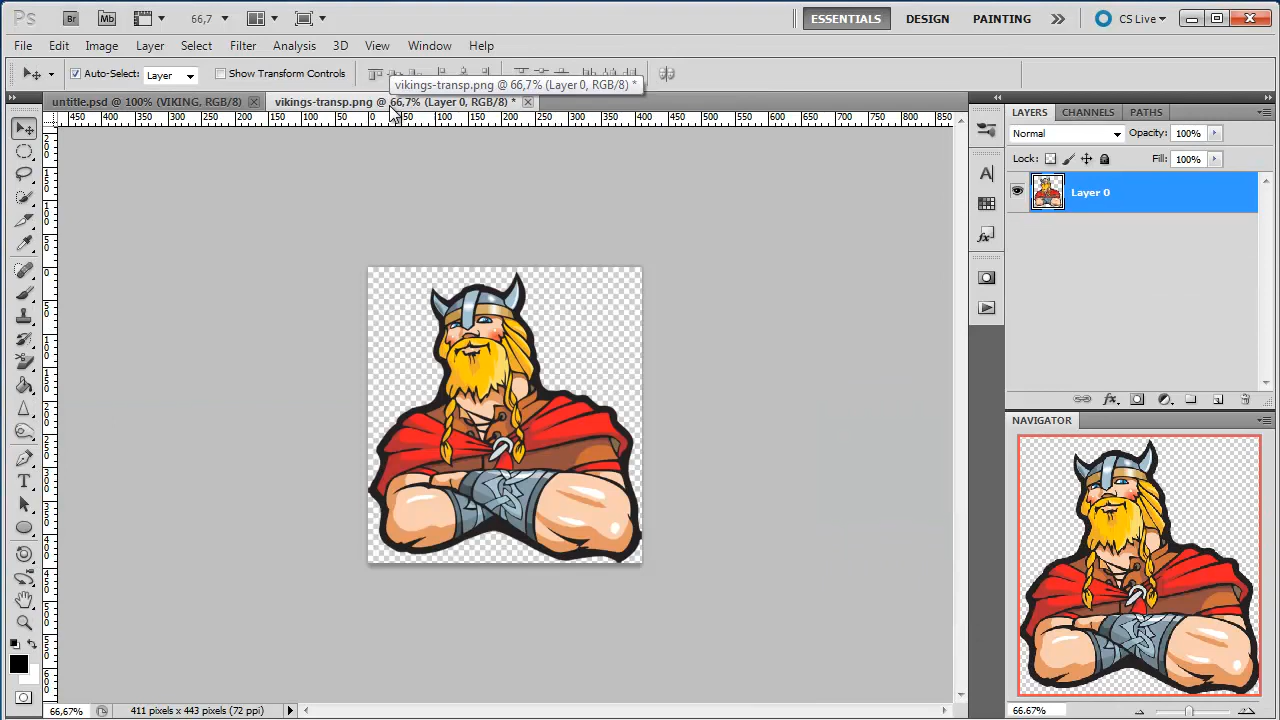 Ps Br Mb 66,7 ESSENTIALS DESIGN PAINTING CS Live
File Edit Image Layer Select Filter Analysis 3D View Window Help
Auto-Select: Layer Show Transform Controls
vikings-transp.png @ 66,7% (Layer 0, RGB/8) *
untitle.psd @ 100% (VIKING, RGB/8) vikings-transp.png @ 66,7% (Layer 0, RGB/8) *
450 400 350 300 250 200 150 100 50 0 50 100 150 200 250 300 350 400 450 500 550 600 650 700 750 800 850
LAYERS CHANNELS PATHS
Normal Opacity: 100%
Lock: Fill: 100%
Layer 0
NAVIGATOR
66.67%
66,67% 411 pixels x 443 pixels (72 ppi)